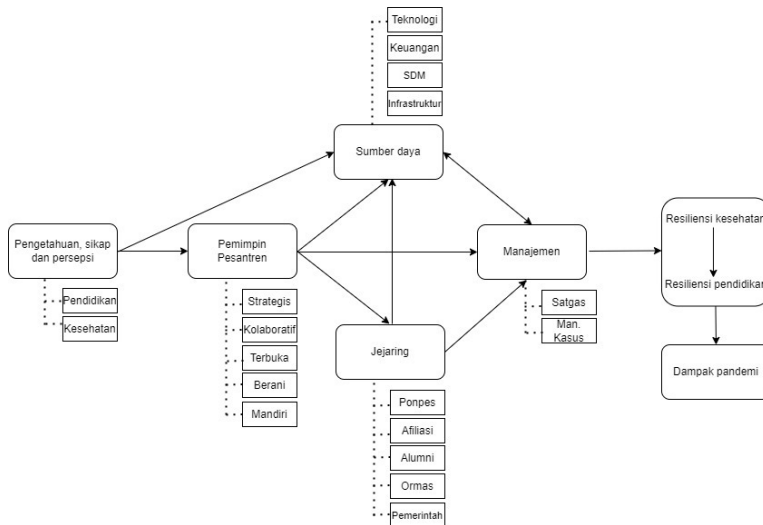 Teknologi
Keuangan
SDM
Infrastruktur
Sumber daya
Pengetahuan, sikap
dan persepsi
Pendidikan
Kesehatan
Pemimpin
Pesantren
Strategis
Kolaboratif
Terbuka
Berani
Mandiri
Jejaring
Ponpes
Afiliasi
Alumni
Ormas
Pemerintah
Manajemen
Satgas
Man.
Kasus
Resiliensi kesehatan
Resiliensi pendidikan
Dampak pandemi